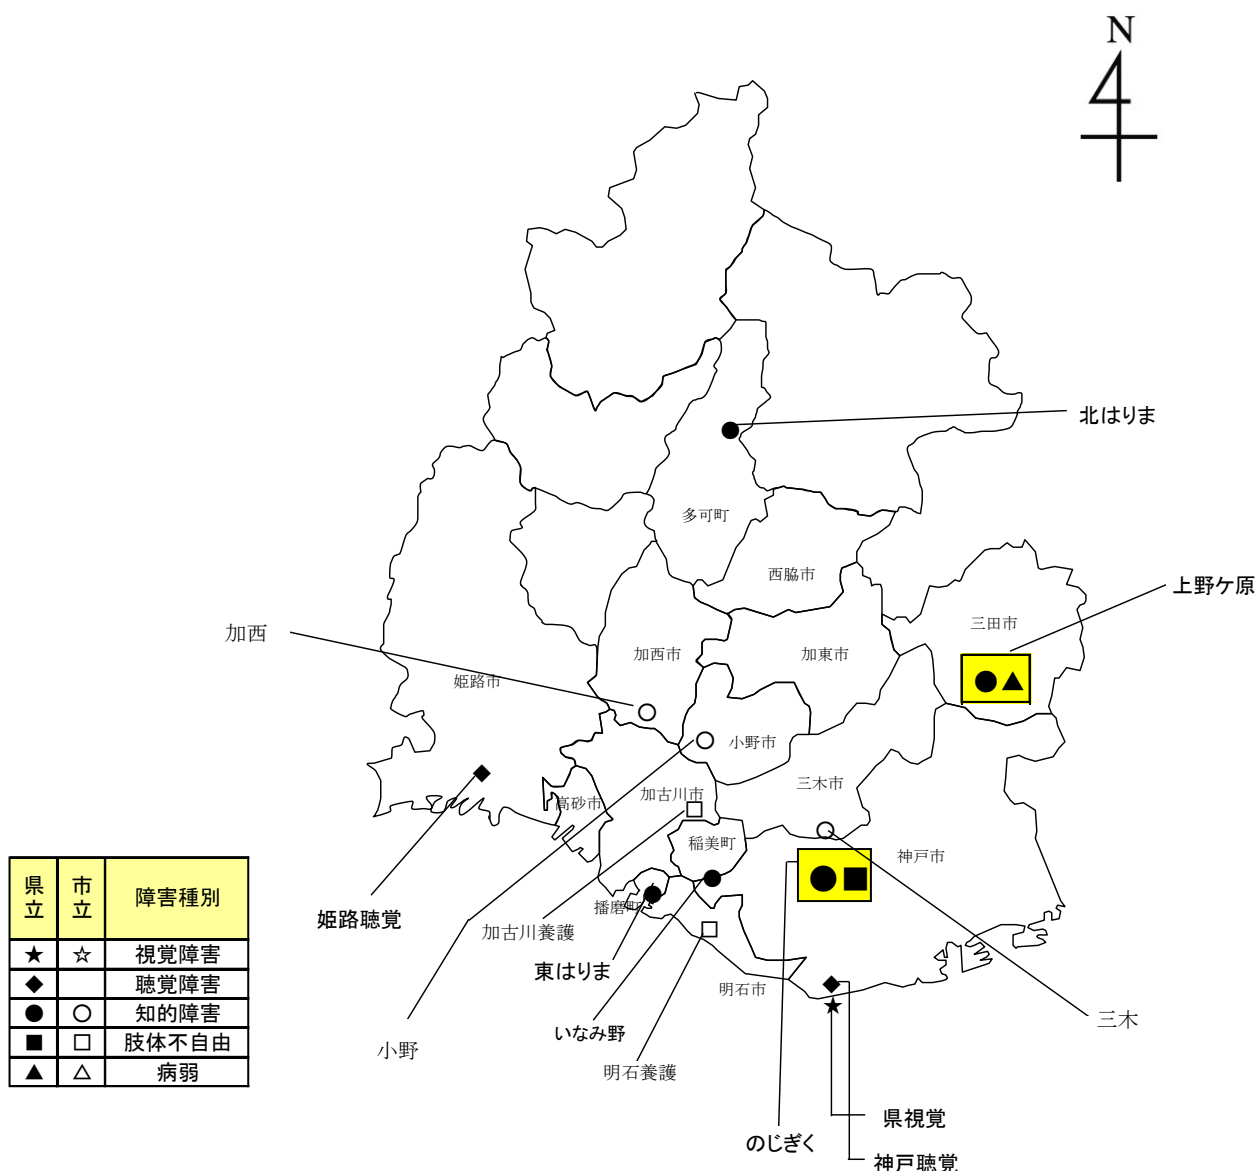 N
北はりま
多可町
西脇市
上野ケ原
三田市
加西
加西市
加東市
姫路市
小野市
三木市
加古川市
高砂市
稲美町
神戸市
播磨町
姫路聴覚
加古川養護
東はりま
明石市
いなみ野
小野
明石養護
三木
県視覚
のじぎく
神戸聴覚
県立 市立 障害種別
★ ☆ 視覚障害
◆ 聴覚障害
● ○ 知的障害
■ □ 肢体不自由
▲ △ 病弱